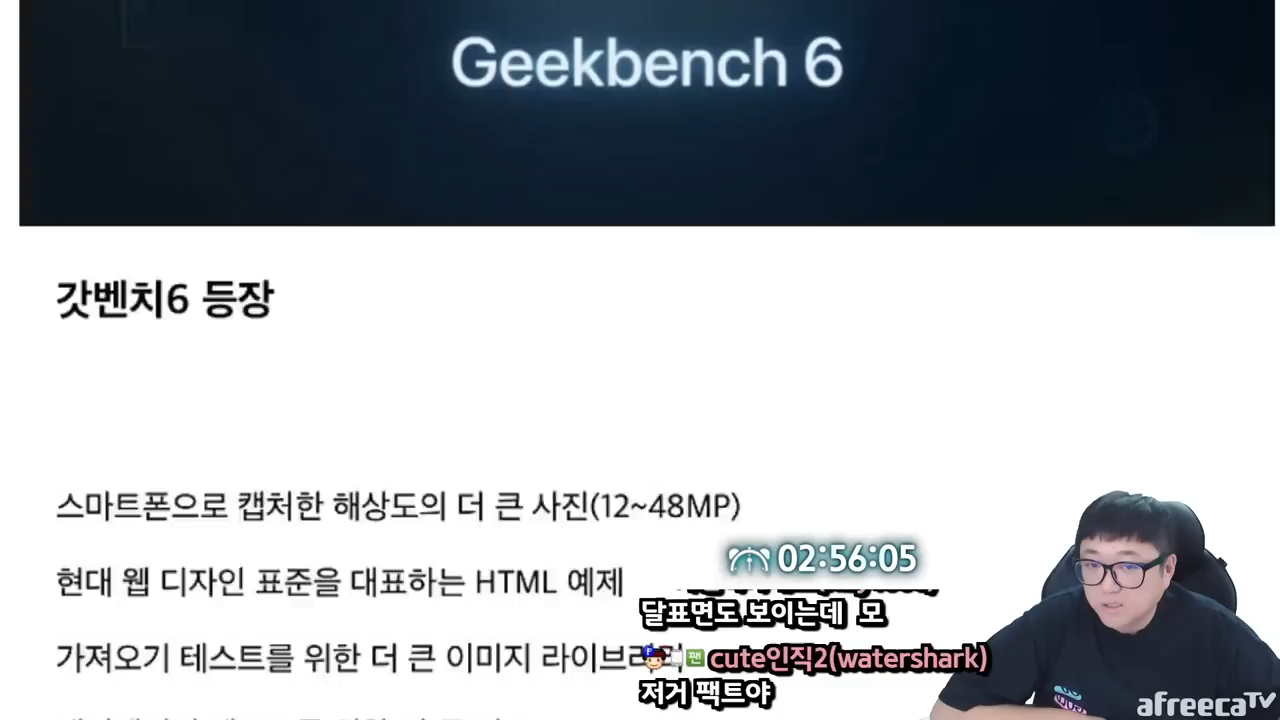 Geekbench 6
갓벤치6 등장
스마트폰으로 캡처한 해상도의 더 큰 사진(12~48MP)
현대 웹 디자인 표준을 대표하는 HTML 예제
가져오기 테스트를 위한 더 큰 이미지 라이브러리
02:56:05
달표면도 보이는데 모
팬 cute인직2(watershark)
저거 팩트야
afreecaTV